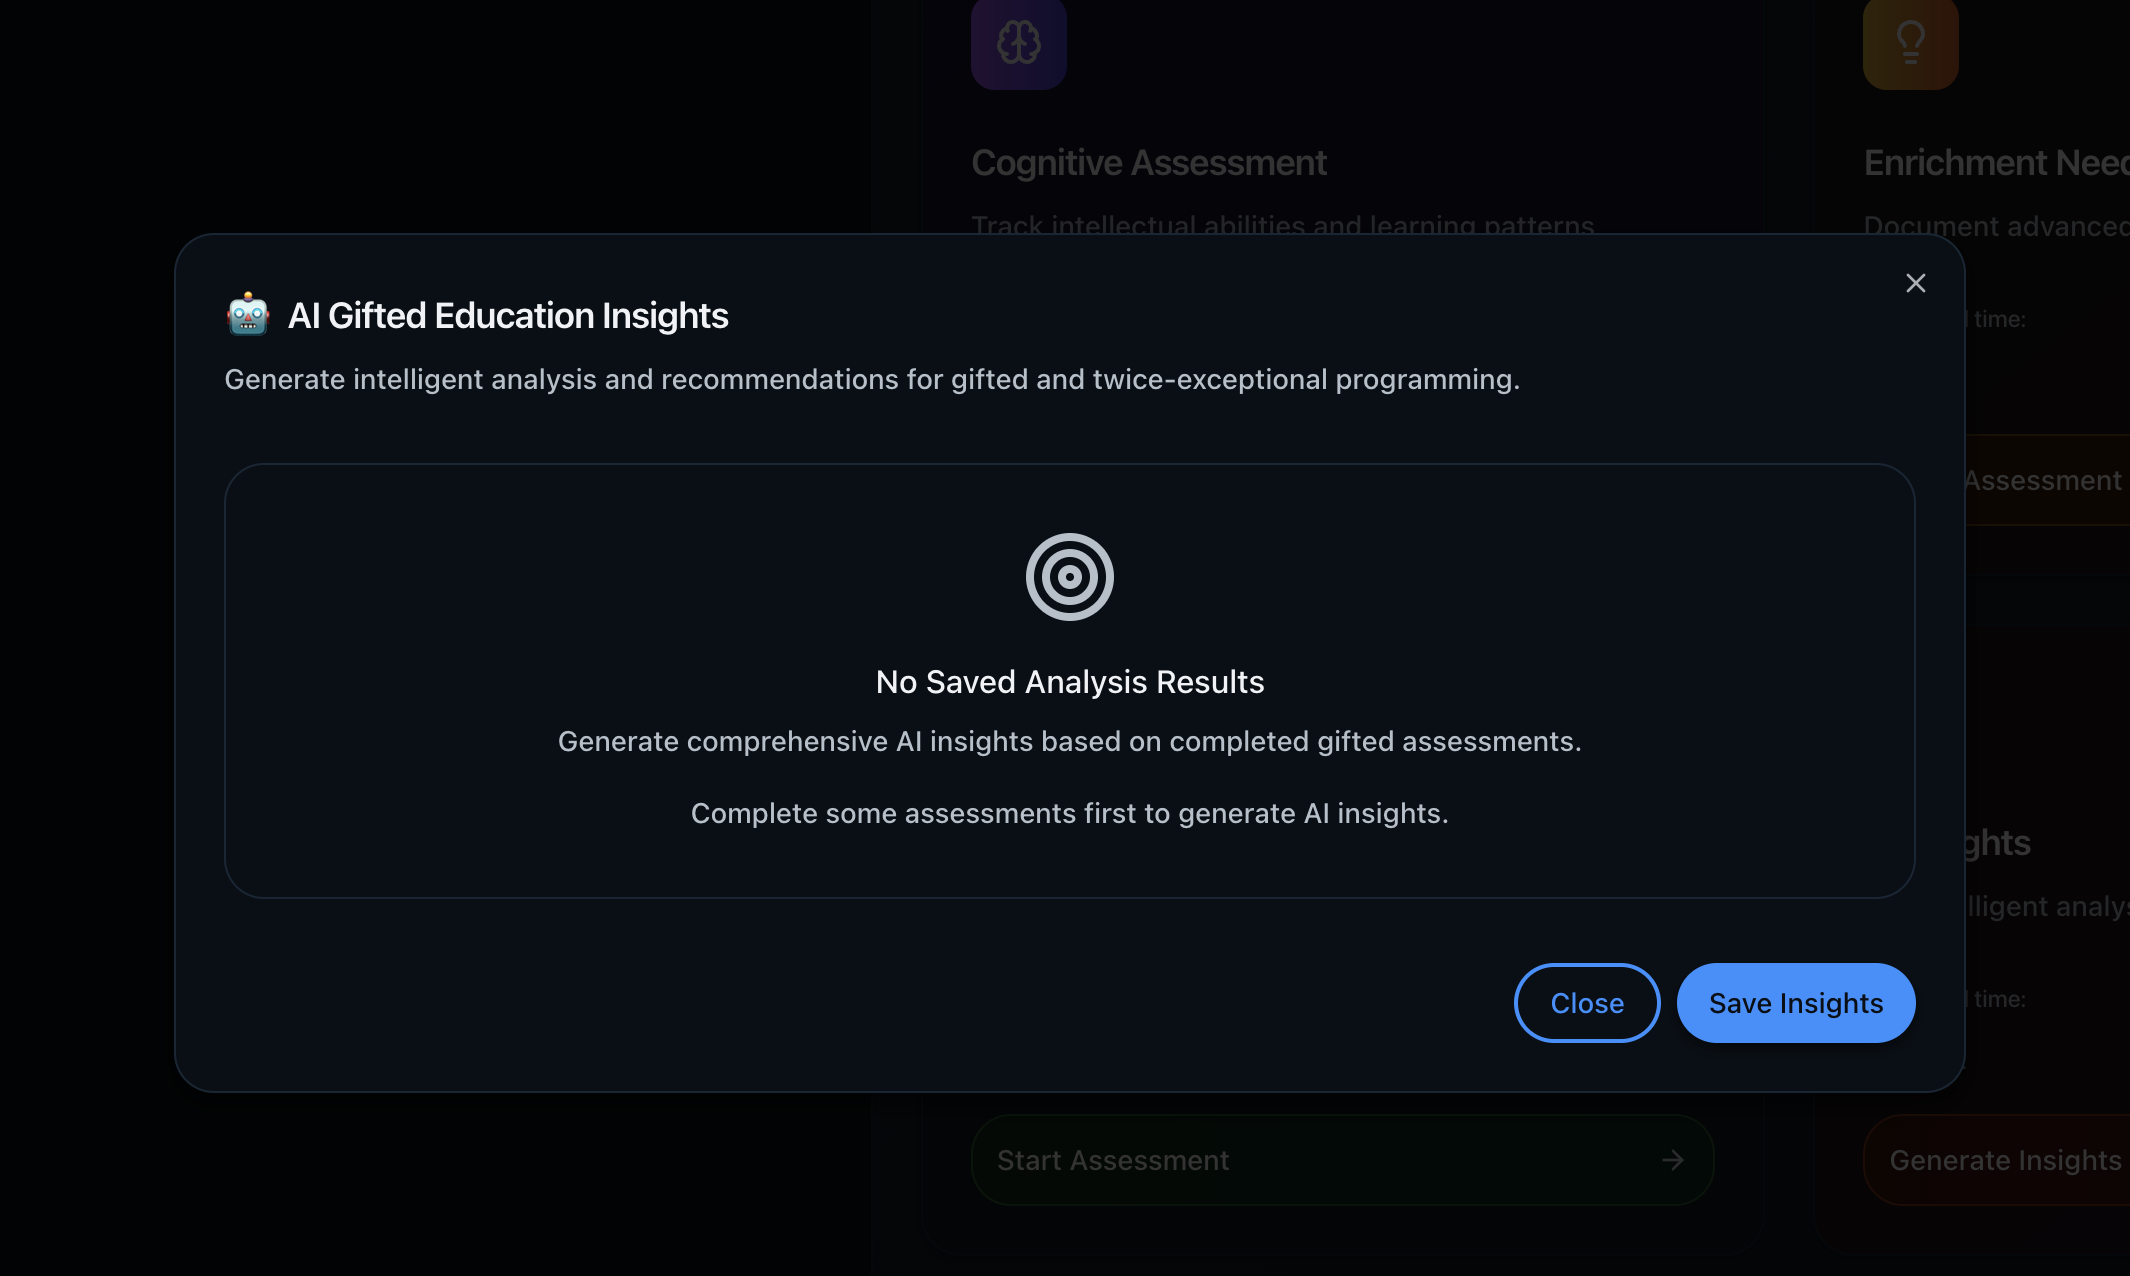 Cognitive Assessment
Enrichment Need
Track intellectual abilities and learning patterns
Document advanced
AI Gifted Education Insights
time:
Generate intelligent analysis and recommendations for gifted and twice-exceptional programming.
Assessment
No Saved Analysis Results
Generate comprehensive AI insights based on completed gifted assessments.
Complete some assessments first to generate AI insights.
ghts
lligent analys
Close
Save Insights
time:
Start Assessment
Generate Insights